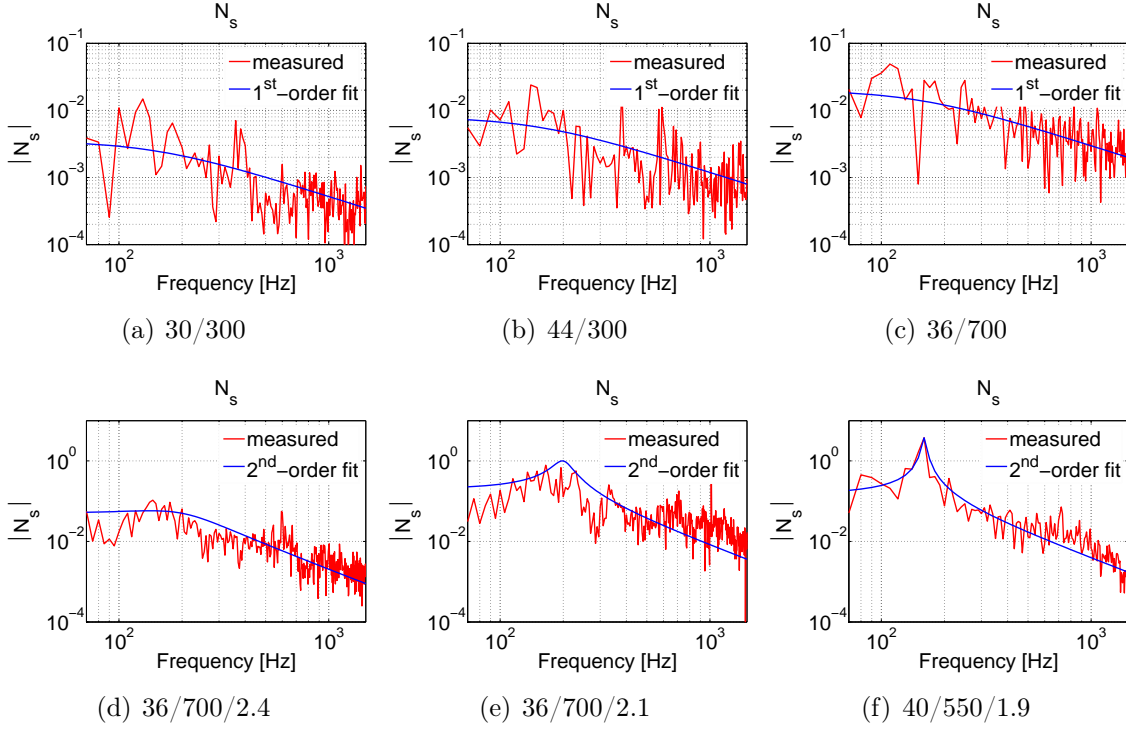 N_s N_s N_s
10^−1 10^−1 10^−1
measured measured measured
1^st−order fit 1^st−order fit 1^st−order fit
10^−2 10^−2 10^−2
|N_s| |N_s| |N_s|
10^−3 10^−3 10^−3
10^−4 10^−4 10^−4
10^2 10^3 10^2 10^3 10^2 10^3
Frequency [Hz] Frequency [Hz] Frequency [Hz]
(a) 30/300 (b) 44/300 (c) 36/700
N_s N_s N_s
measured measured measured
10^0 10^0 10^0
2^nd−order fit 2^nd−order fit 2^nd−order fit
|N_s| |N_s| |N_s|
10^−2 10^−2 10^−2
10^−4 10^−4 10^−4
10^2 10^3 10^2 10^3 10^2 10^3
Frequency [Hz] Frequency [Hz] Frequency [Hz]
(d) 36/700/2.4 (e) 36/700/2.1 (f) 40/550/1.9